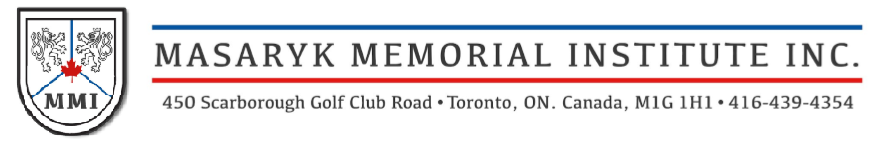 MMI
MASARYK MEMORIAL INSTITUTE INC.
450 Scarborough Golf Club Road • Toronto, ON. Canada, M1G 1H1 • 416-439-4354